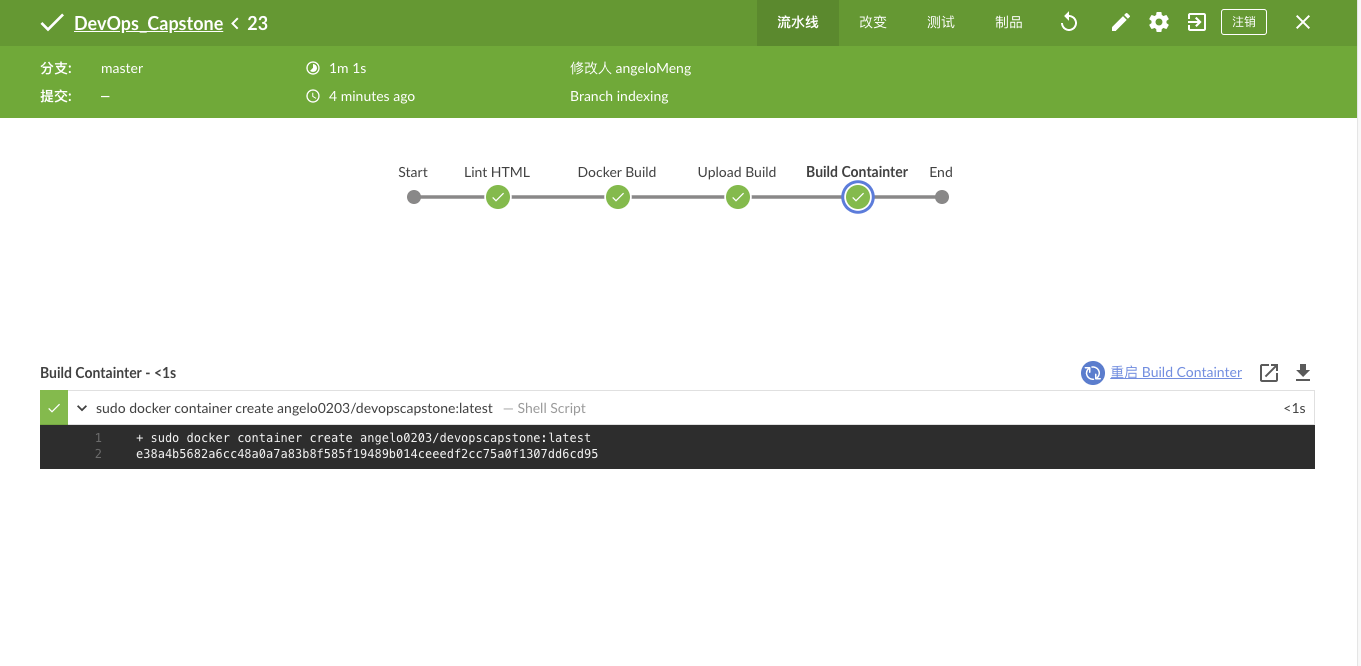 DevOps_Capstone < 23 流水线 改变 测试 制品 注销
分支: master 1m 1s 修改人 angeloMeng
提交: – 4 minutes ago Branch indexing
Start Lint HTML Docker Build Upload Build Build Containter End
Build Containter - <1s 重启 Build Containter
sudo docker container create angelo0203/devopscapstone:latest — Shell Script <1s
1 + sudo docker container create angelo0203/devopscapstone:latest
2 e38a4b5682a6cc48a0a7a83b8f585f19489b014ceeedf2cc75a0f1307dd6cd95